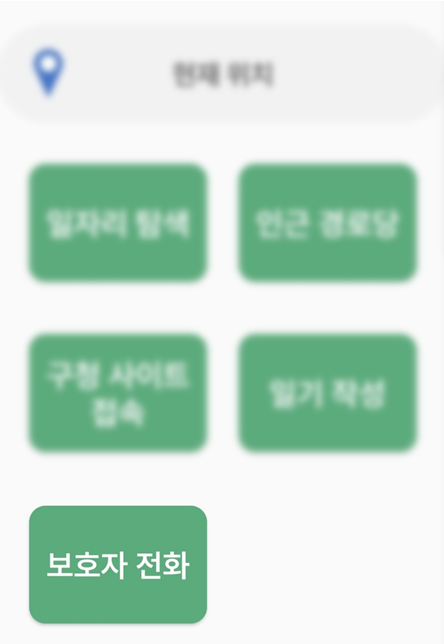 현재 위치
일자리 탐색
인근 경로당
구청 사이트
접속
일기 작성
보호자 전화